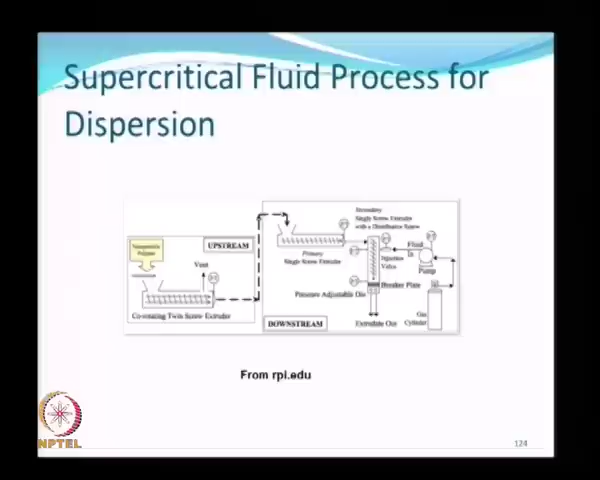 Supercritical Fluid Process for
Dispersion
Polymer
UPSTREAM
Vent
Co-rotating Twin Screw Extruder
Secondary
Single Screw Extruder
with a Distributive Screw
Primary
Single Screw Extruder
Fluid
In
Injection
Valve
Pump
Pressure Adjustable Die
Breaker Plate
DOWNSTREAM
Extrudate Out
Gas
Cylinder
From rpi.edu
NPTEL
124